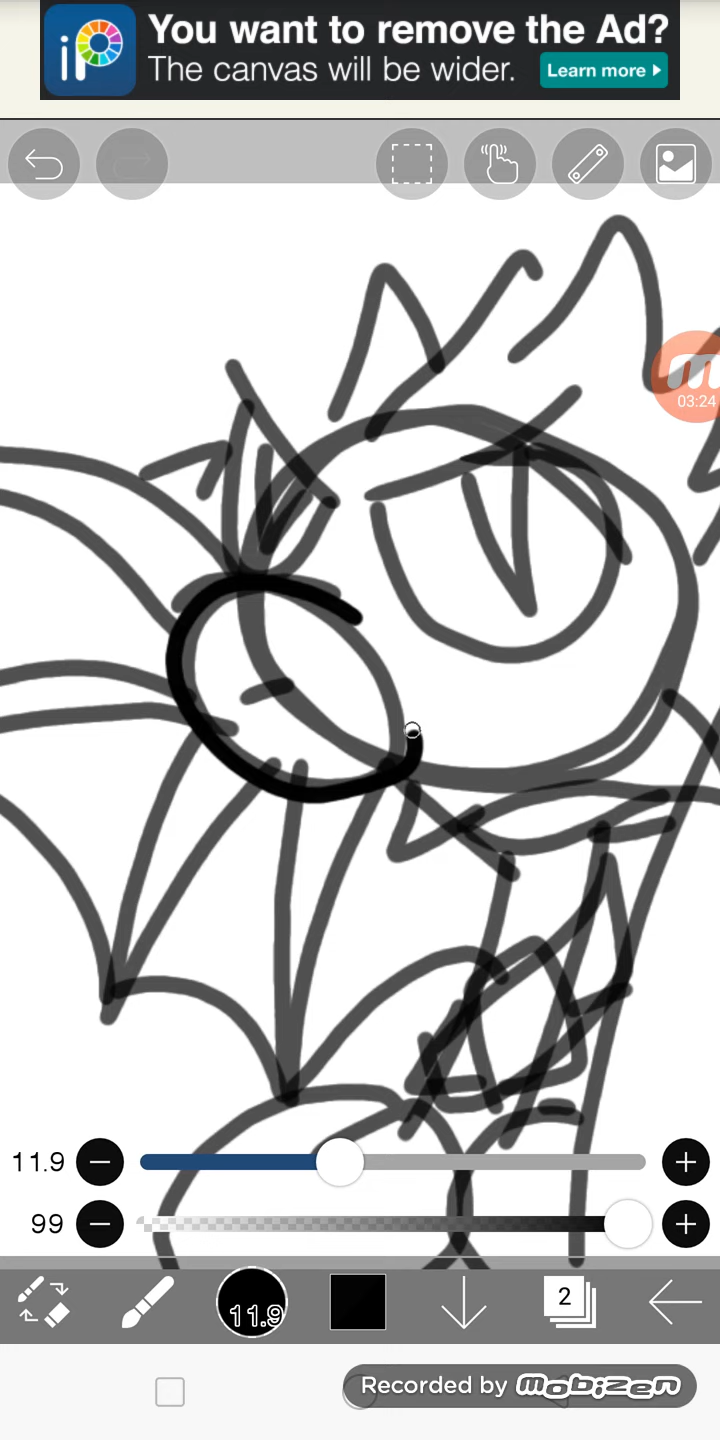 iP
You want to remove the Ad?
The canvas will be wider.
Learn more
03:24
11.9
99
11.9
2
Recorded by mobizen